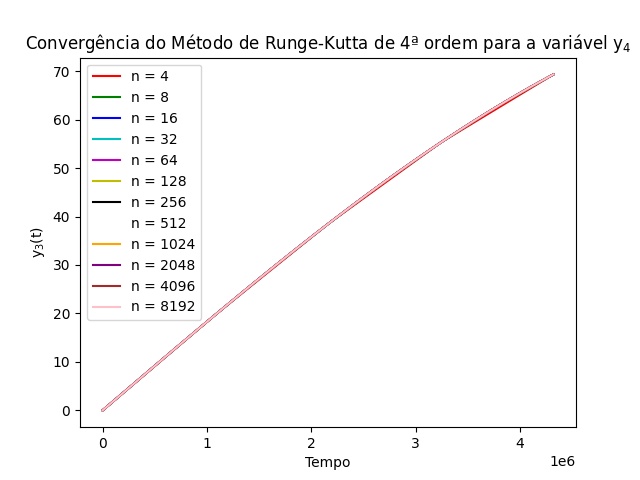 Convergência do Método de Runge-Kutta de 4ª ordem para a variável y₄
y₃(t)
70
60
50
40
30
20
10
0
n = 4
n = 8
n = 16
n = 32
n = 64
n = 128
n = 256
n = 512
n = 1024
n = 2048
n = 4096
n = 8192
0 1 2 3 4
1e6
Tempo